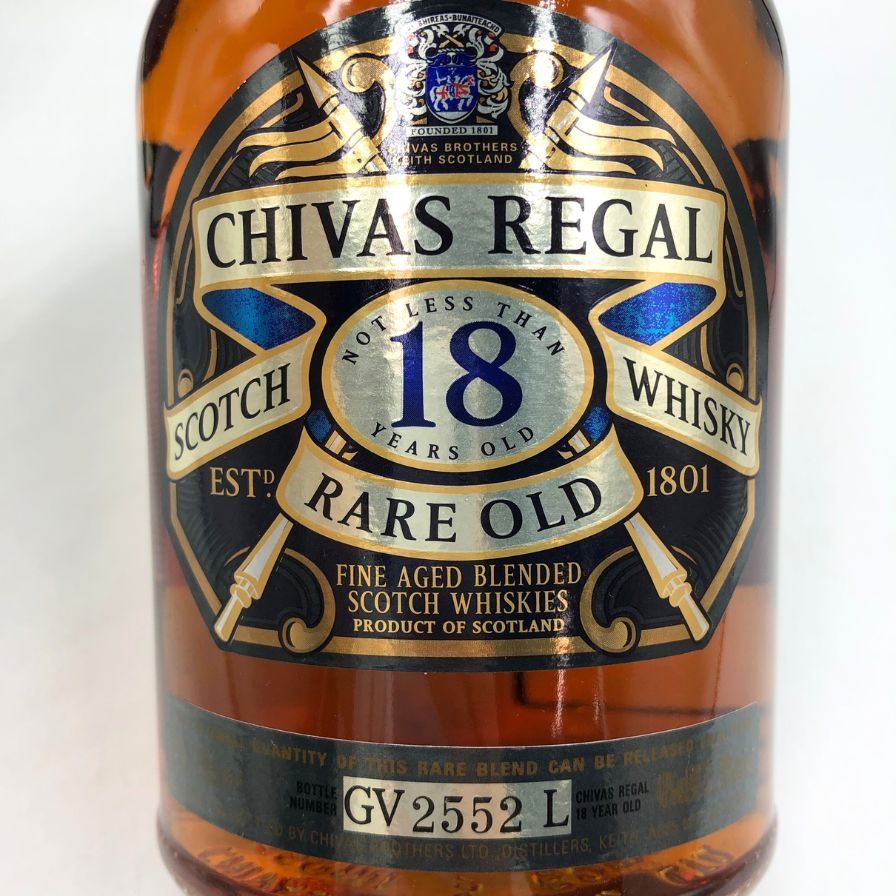 FOUNDED 1801
CHIVAS BROTHERS
KEITH SCOTLAND
CHIVAS REGAL
NOT LESS THAN
18
YEARS OLD
SCOTCH WHISKY
ESTD. 1801
RARE OLD
FINE AGED BLENDED
SCOTCH WHISKIES
PRODUCT OF SCOTLAND
QUANTITY OF THIS RARE BLEND CAN BE RELEASED
BOTTLE NUMBER GV 2552 L CHIVAS REGAL 18 YEAR OLD
BY CHIVAS BROTHERS LTD., DISTILLERS, KEITH,